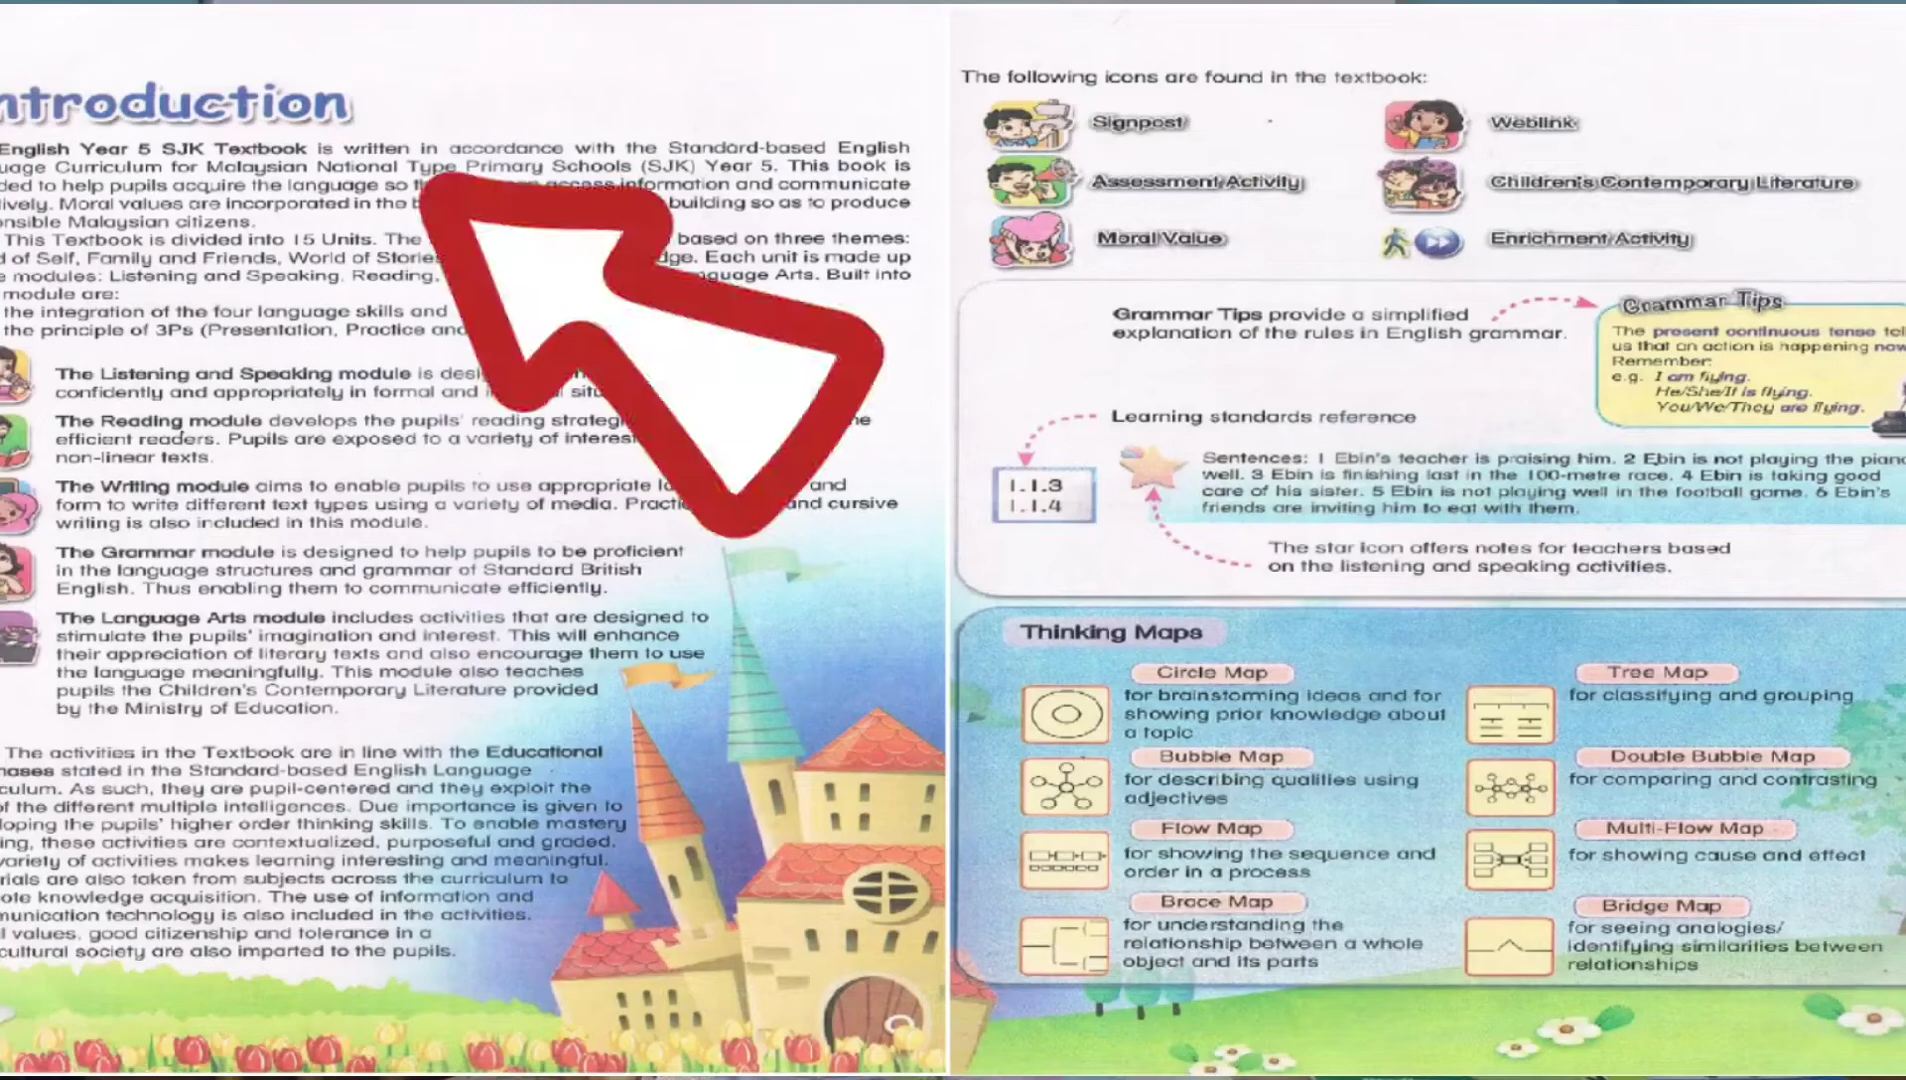 ntroduction
English Year 5 SJK Textbook is written in accordance with the Standard-based English
uage Curriculum for Malaysian National Type Primary Schools (SJK) Year 5. This book is
ded to help pupils acquire the language so access information and communicate
tively. Moral values are incorporated in the building so as to produce
onsible Malaysian citizens.
This Textbook is divided into 15 Units. The based on three themes:
d of Self, Family and Friends, World of Stories dge. Each unit is made up
e modules: Listening and Speaking, Reading, nguage Arts. Built into
module are:
the integration of the four language skills and
the principle of 3Ps (Presentation, Practice and
The Listening and Speaking module is desi
confidently and appropriately in formal and situ
The Reading module develops the pupils' reading strateg
efficient readers. Pupils are exposed to a variety of interest
non-linear texts.
The Writing module aims to enable pupils to use appropriate and
form to write different text types using a variety of media. Practi and cursive
writing is also included in this module.
The Grammar module is designed to help pupils to be proficient
in the language structures and grammar of Standard British
English. Thus enabling them to communicate efficiently.
The Language Arts module includes activities that are designed to
stimulate the pupils' imagination and interest. This will enhance
their appreciation of literary texts and also encourage them to use
the language meaningfully. This module also teaches
pupils the Children's Contemporary Literature provided
by the Ministry of Education.
The activities in the Textbook are in line with the Educational
hases stated in the Standard-based English Language
culum. As such, they are pupil-centered and they exploit the
of the different multiple intelligences. Due importance is given to
loping the pupils' higher order thinking skills. To enable mastery
ing, these activities are contextualized, purposeful and graded.
variety of activities makes learning interesting and meaningful.
rials are also taken from subjects across the curriculum to
ote knowledge acquisition. The use of information and
munication technology is also included in the activities.
l values, good citizenship and tolerance in a
cultural society are also imparted to the pupils.
The following icons are found in the textbook:
Signpost
Weblink
Assessment Activity
Children's Contemporary Literature
Moral Value
Enrichment Activity
Grammar Tips provide a simplified
explanation of the rules in English grammar.
Grammar Tips
The present continuous tense tel
us that an action is happening now
Remember:
e.g. I am flying.
He/She/It is flying.
You/We/They are flying.
Learning standards reference
1.1.3
1.1.4
Sentences: 1 Ebin's teacher is praising him. 2 Ebin is not playing the piano
well. 3 Ebin is finishing last in the 100-metre race. 4 Ebin is taking good
care of his sister. 5 Ebin is not playing well in the football game. 6 Ebin's
friends are inviting him to eat with them.
The star icon offers notes for teachers based
on the listening and speaking activities.
Thinking Maps
Circle Map
for brainstorming ideas and for
showing prior knowledge about
a topic
Tree Map
for classifying and grouping
Bubble Map
for describing qualities using
adjectives
Double Bubble Map
for comparing and contrasting
Flow Map
for showing the sequence and
order in a process
Multi-Flow Map
for showing cause and effect
Brace Map
for understanding the
relationship between a whole
object and its parts
Bridge Map
for seeing analogies/
identifying similarities between
relationships